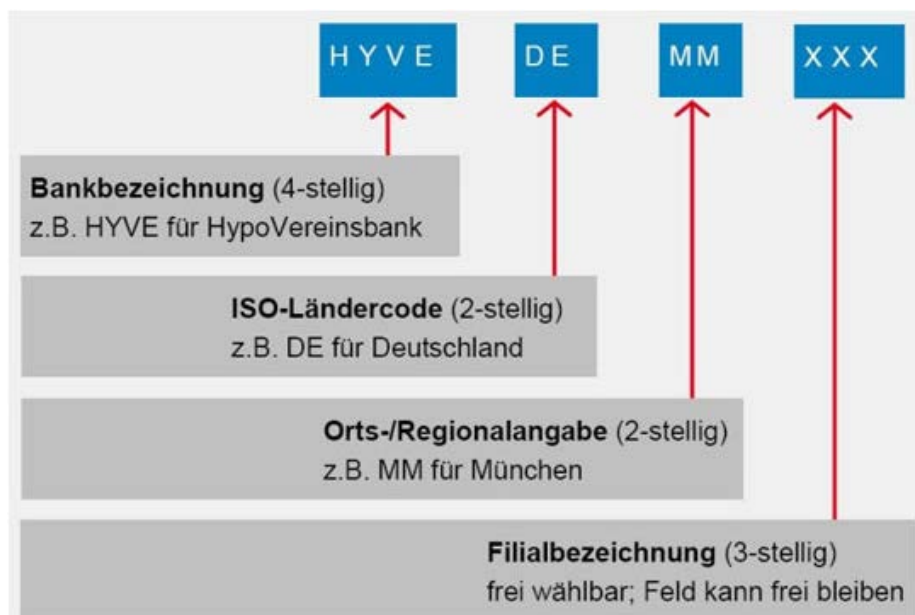 HYVE DE MM XXX
Bankbezeichnung (4-stellig)
z.B. HYVE für HypoVereinsbank
ISO-Ländercode (2-stellig)
z.B. DE für Deutschland
Orts-/Regionalangabe (2-stellig)
z.B. MM für München
Filialbezeichnung (3-stellig)
frei wählbar; Feld kann frei bleiben